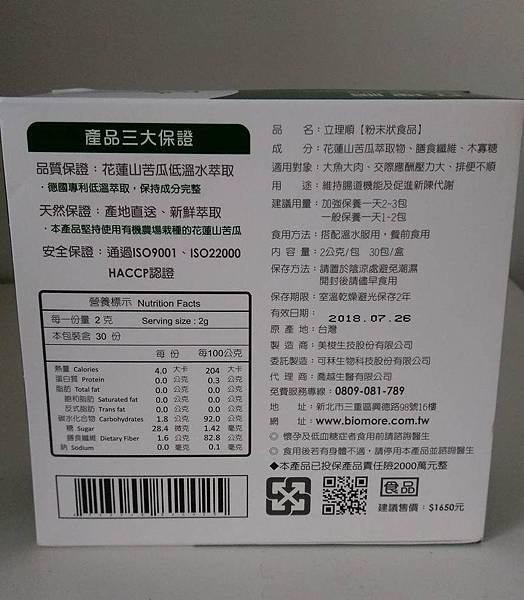 產品三大保證
品質保證：花蓮山苦瓜低溫水萃取
・德國專利低溫萃取，保持成分完整
天然保證：產地直送、新鮮萃取
・本產品堅持使用有機農場栽種的花蓮山苦瓜
安全保證：通過ISO9001、ISO22000
HACCP認證
營養標示 Nutrition Facts
每一份量 2 克 Serving size : 2g
本包裝含 30 份
每 份 每100公克
熱量 Calories 4.0 大卡 204 大卡
蛋白質 Protein 0.0 公克 0.3 公克
脂肪 Total fat 0.0 公克 0.0 公克
飽和脂肪 Saturated fat 0.0 公克 0.0 公克
反式脂肪 Trans fat 0.0 公克 0.0 公克
碳水化合物 Carbohydrates 1.8 公克 92.0 公克
糖 Sugar 28.4 微克 1.42 毫克
膳食纖維 Dietary Fiber 1.6 公克 82.8 公克
鈉 Sodium 0.0 毫克 0.1 毫克
品 名：立理順【粉末狀食品】
成 分：花蓮山苦瓜萃取物、膳食纖維、木寡糖
適用對象：大魚大肉、交際應酬壓力大、排便不順
用 途：維持腸道機能及促進新陳代謝
建議用量：加強保養一天2~3包
一般保養一天1-2包
食用方法：搭配溫水服用，餐前食用
內 容 量：2公克/包 30包/盒
保存方法：請置於陰涼處避免潮濕
開封後請儘早食用
保存期限：室溫乾燥避光保存2年
有效日期： 2018.07.26
原 產 地：台灣
製 造 商：美梭生技股份有限公司
委託製造：可林生物科技股份有限公司
代 理 商：喬越生醫有限公司
免費服務專線：0809-081-789
地 址：新北市三重區興德路98號16樓
網 址：www.biomore.com.tw
◎ 懷孕及低血糖症者食用前請諮詢醫生
◎ 食用後若有身體不適，請停用本產品並諮詢醫生
◆本產品已投保產品責任險2000萬元整
食品
建議售價：$1650元